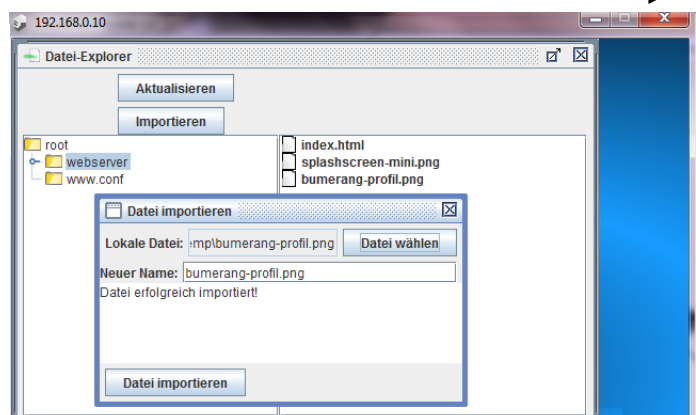 192.168.0.10
Datei-Explorer
Aktualisieren
Importieren
root
webserver
www.conf
index.html
splashscreen-mini.png
bumerang-profil.png
Datei importieren
Lokale Datei: mp\bumerang-profil.png Datei wählen
Neuer Name: bumerang-profil.png
Datei erfolgreich importiert!
Datei importieren